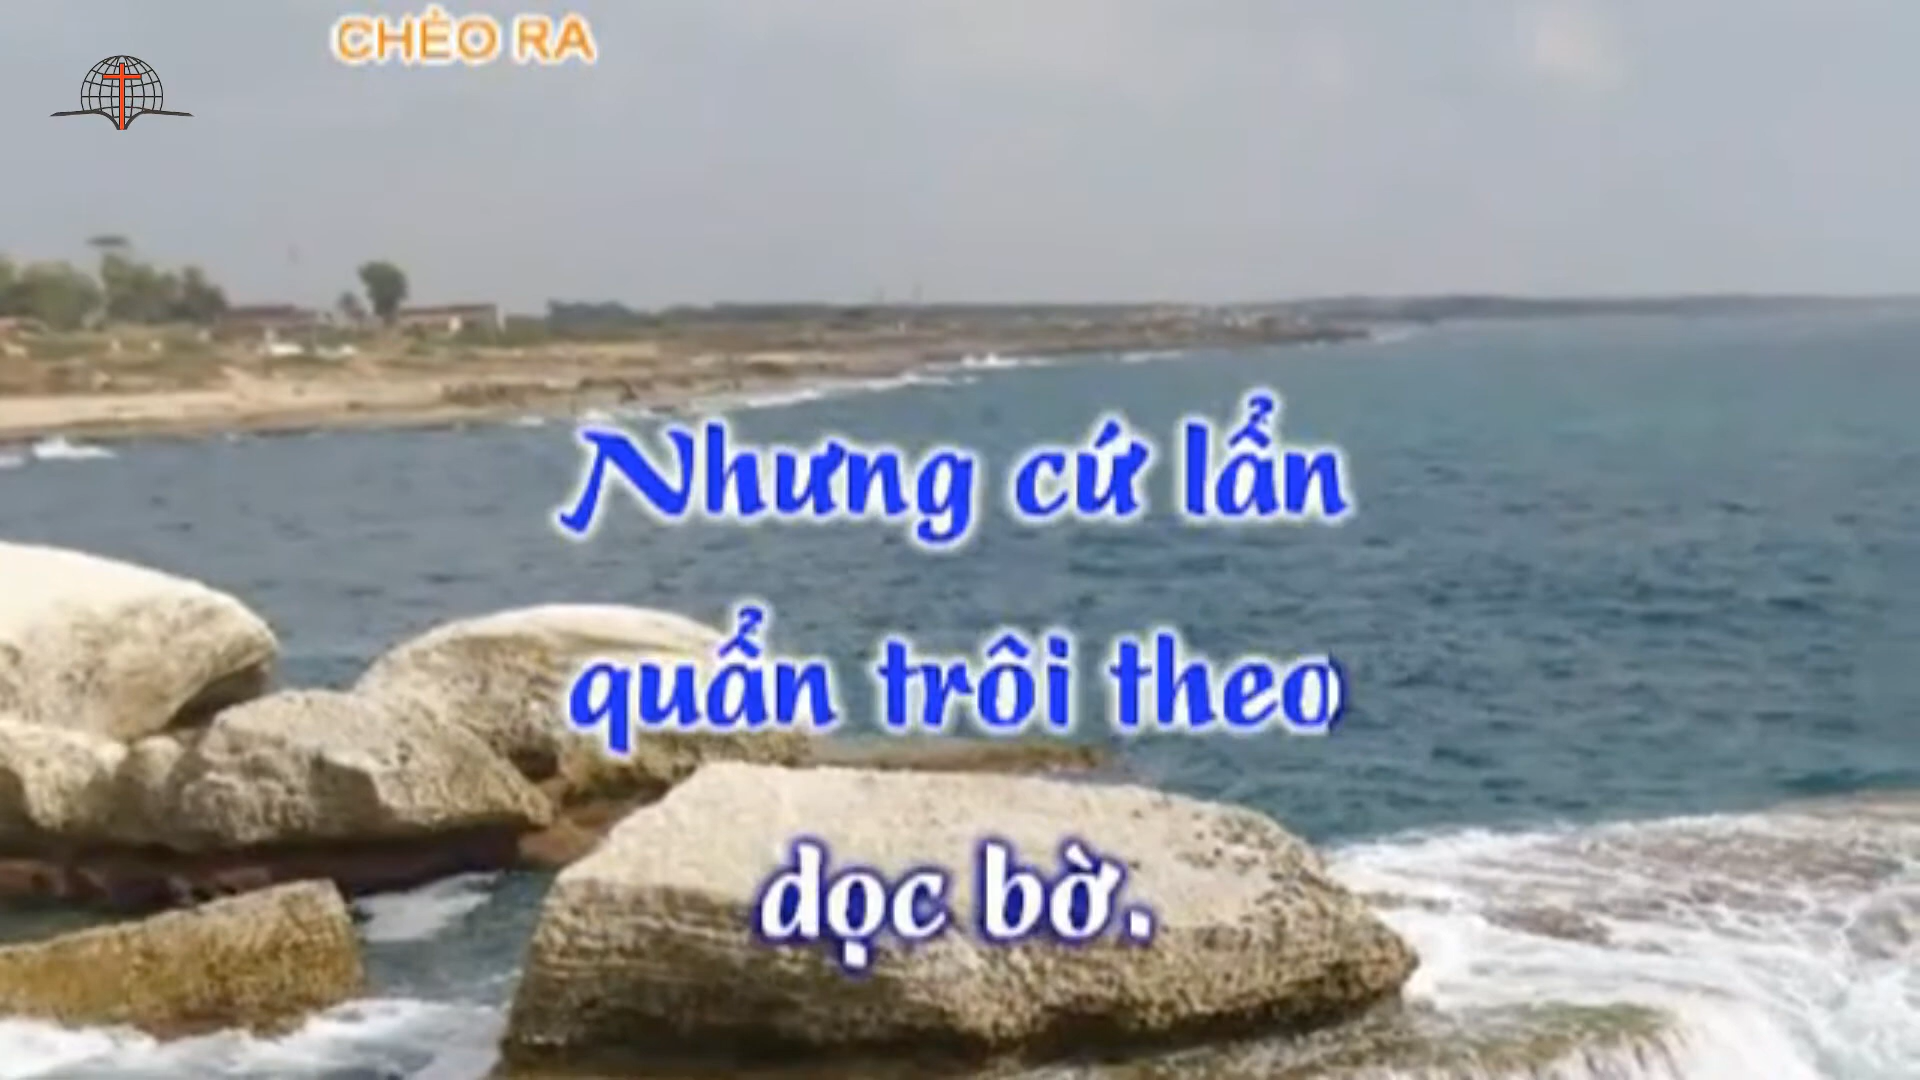 CHÈO RA
Nhưng cứ lẩn
quẩn trôi theo
dọc bờ.